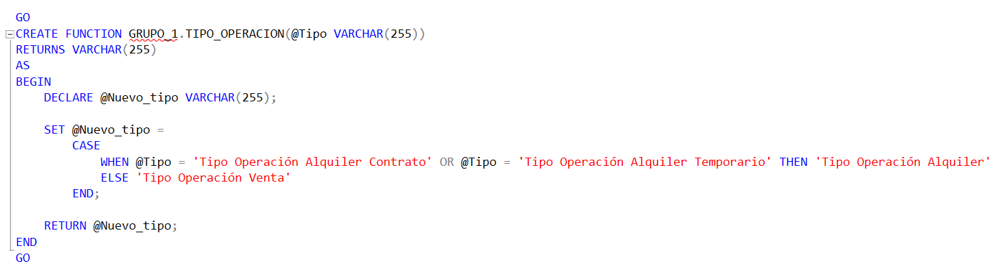 GO
CREATE FUNCTION GRUPO_1.TIPO_OPERACION(@Tipo VARCHAR(255))
RETURNS VARCHAR(255)
AS
BEGIN
    DECLARE @Nuevo_tipo VARCHAR(255);
    SET @Nuevo_tipo =
        CASE
            WHEN @Tipo = 'Tipo Operación Alquiler Contrato' OR @Tipo = 'Tipo Operación Alquiler Temporario' THEN 'Tipo Operación Alquiler'
            ELSE 'Tipo Operación Venta'
        END;
    RETURN @Nuevo_tipo;
END
GO